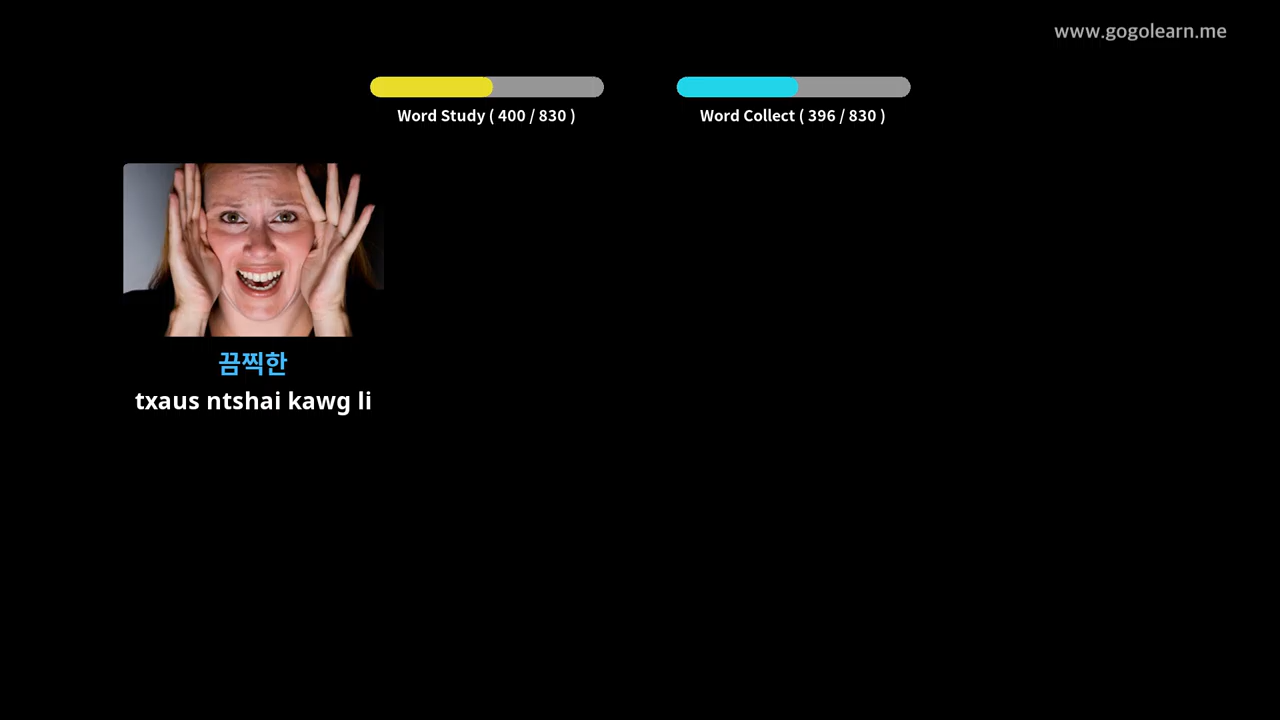 www.gogolearn.me
Word Study ( 400 / 830 )
Word Collect ( 396 / 830 )
끔찍한
txaus ntshai kawg li